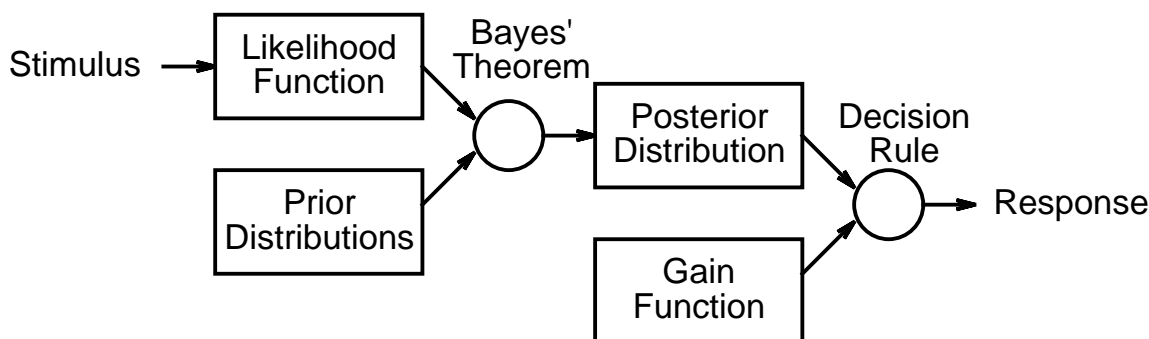 Stimulus
Likelihood
Function
Bayes'
Theorem
Prior
Distributions
Posterior
Distribution
Decision
Rule
Gain
Function
Response